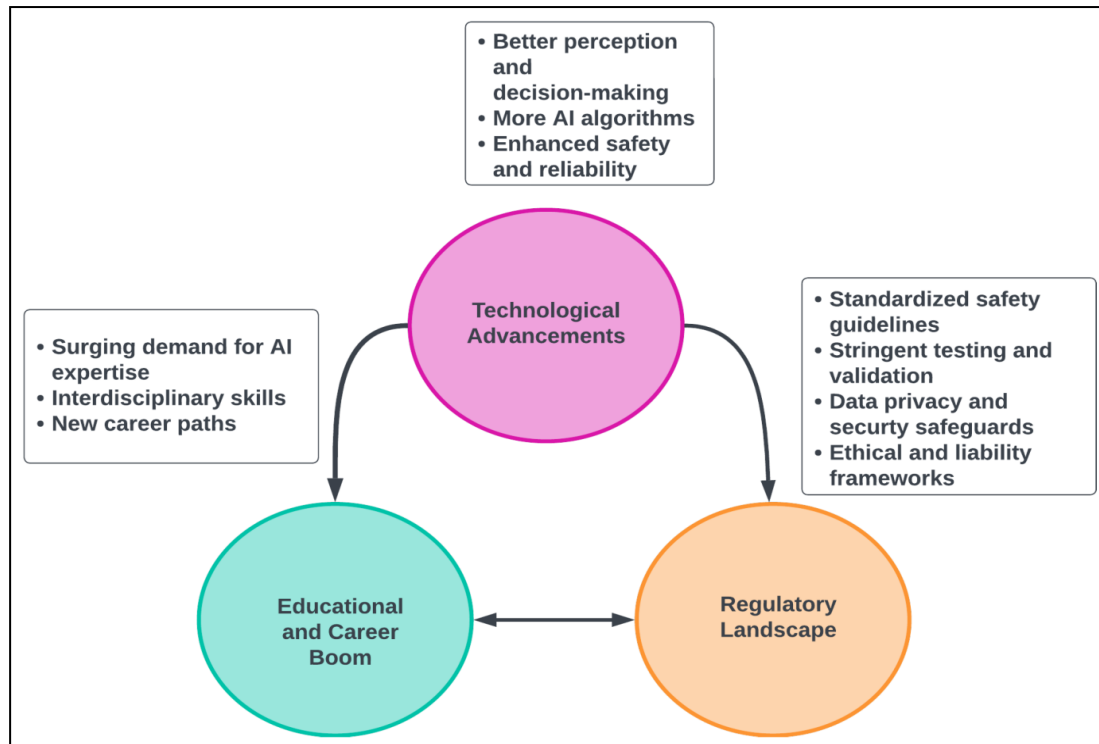 • Better perception
and
decision-making
• More AI algorithms
• Enhanced safety
and reliability
Technological
Advancements
• Surging demand for AI
expertise
• Interdisciplinary skills
• New career paths
• Standardized safety
guidelines
• Stringent testing and
validation
• Data privacy and
securty safeguards
• Ethical and liability
frameworks
Educational
and Career
Boom
Regulatory
Landscape